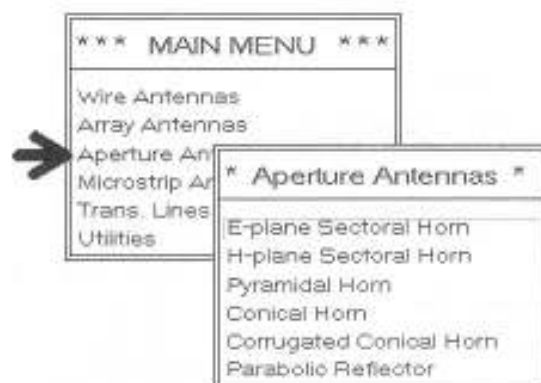 *** MAIN MENU ***
Wire Antennas
Array Antennas
Aperture Ant
Microstrip Ar
Trans. Lines
Utilities
* Aperture Antennas *
E-plane Sectoral Horn
H-plane Sectoral Horn
Pyramidal Horn
Conical Horn
Corrugated Conical Horn
Parabolic Reflector